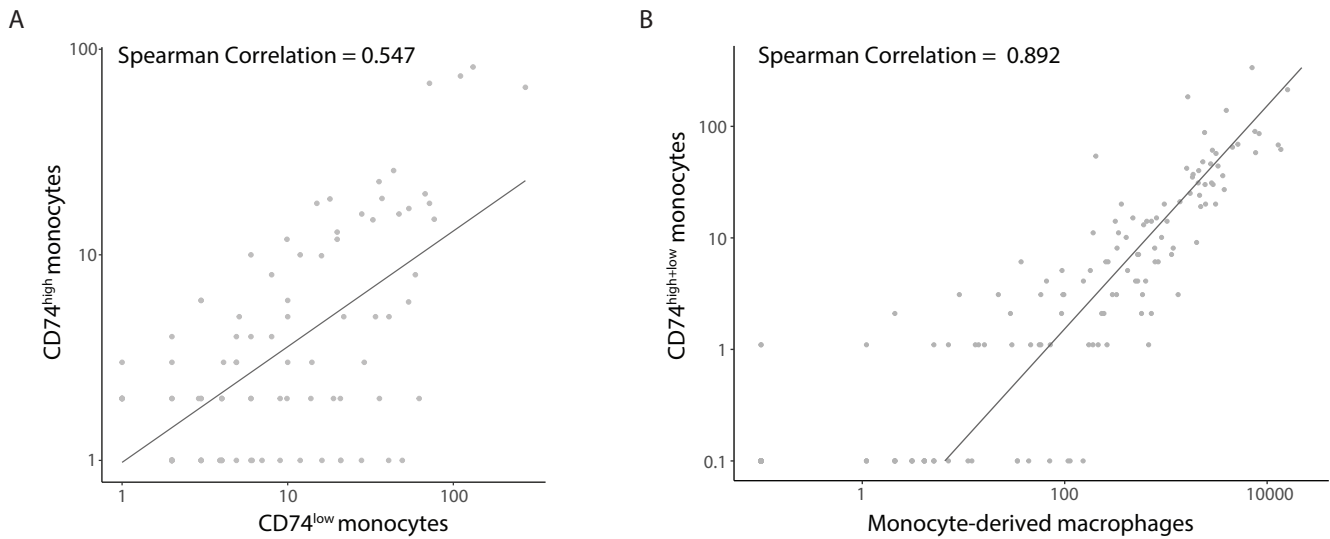 A
Spearman Correlation = 0.547
100
10
1
CD74high monocytes
1
10
100
CD74low monocytes
B
Spearman Correlation = 0.892
100
10
1
0.1
CD74high+low monocytes
1
100
10000
Monocyte-derived macrophages